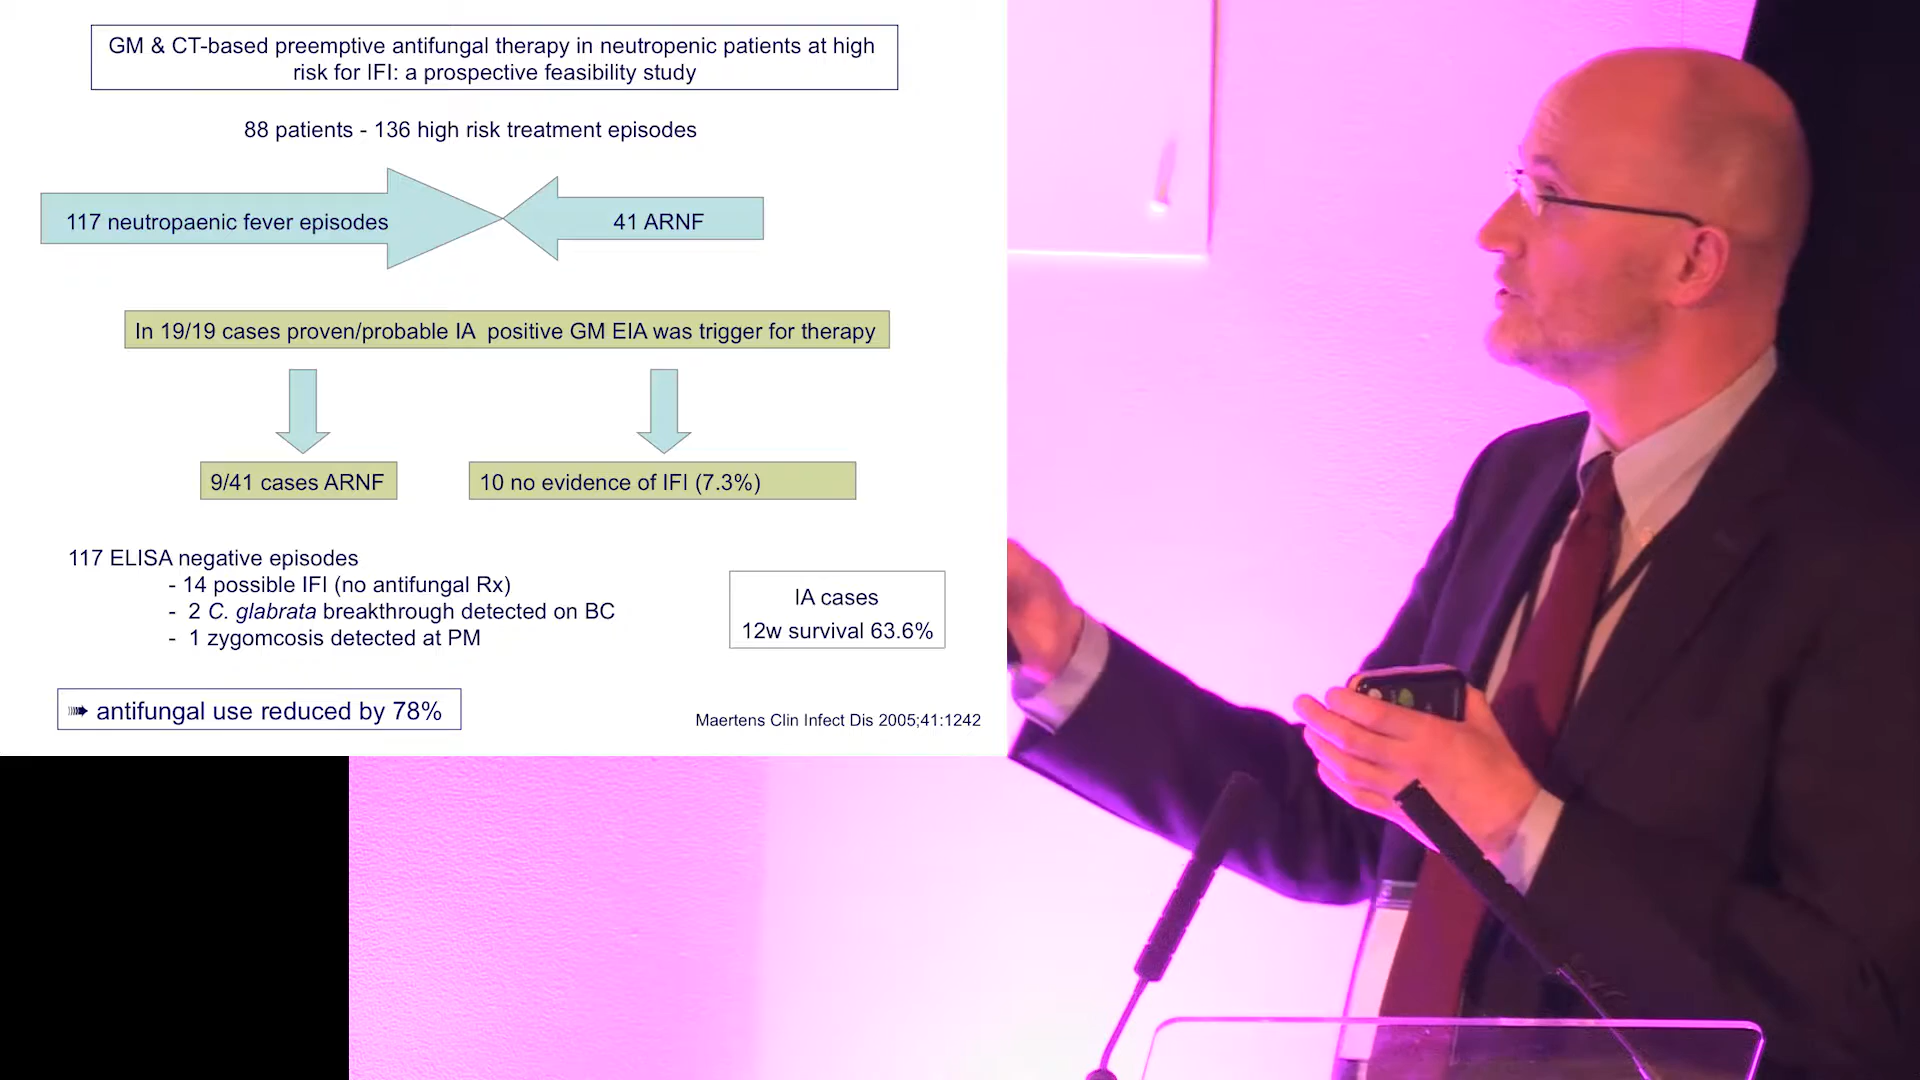 GM & CT-based preemptive antifungal therapy in neutropenic patients at high
risk for IFI: a prospective feasibility study
88 patients - 136 high risk treatment episodes
117 neutropaenic fever episodes
41 ARNF
In 19/19 cases proven/probable IA positive GM EIA was trigger for therapy
9/41 cases ARNF
10 no evidence of IFI (7.3%)
117 ELISA negative episodes
- 14 possible IFI (no antifungal Rx)
- 2 C. glabrata breakthrough detected on BC
- 1 zygomcosis detected at PM
IA cases
12w survival 63.6%
➠ antifungal use reduced by 78%
Maertens Clin Infect Dis 2005;41:1242